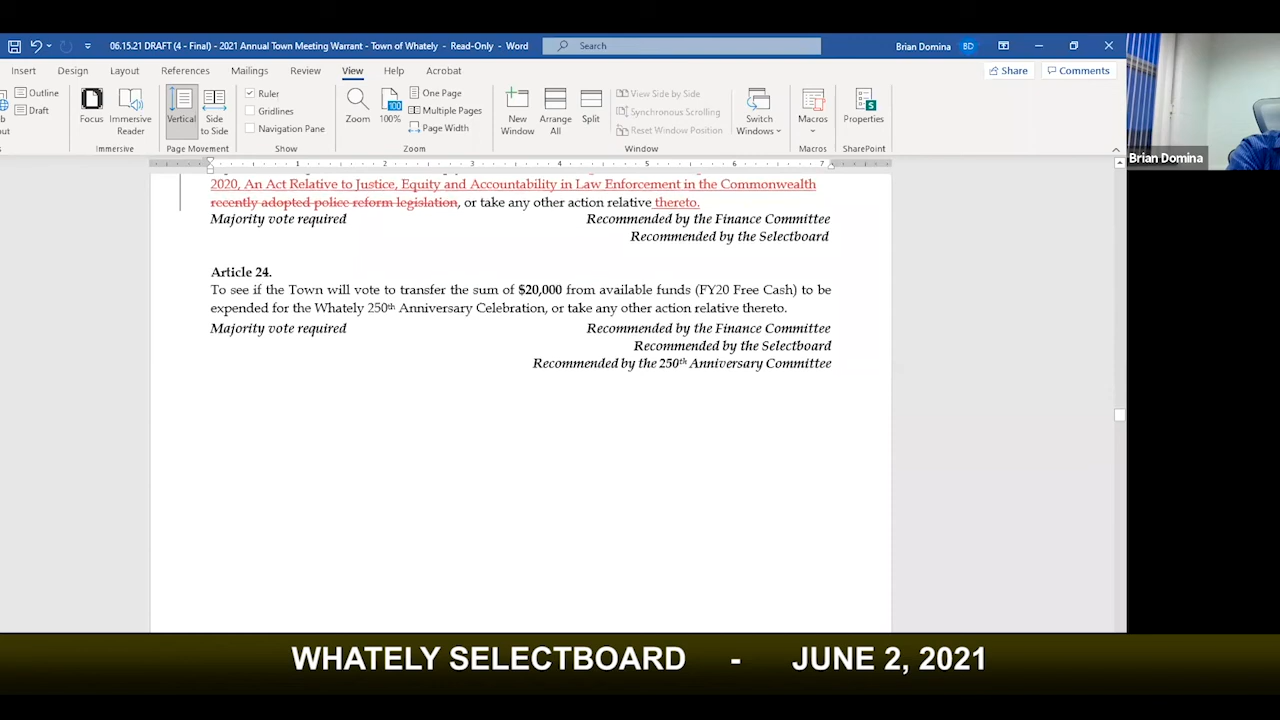 06.15.21 DRAFT (4 - Final) - 2021 Annual Town Meeting Warrant - Town of Whately - Read-Only - Word
Search
Brian Domina
BD
Insert
Design
Layout
References
Mailings
Review
View
Help
Acrobat
Share
Comments
Outline
Draft
Focus
Immersive Reader
Immersive
Vertical
Side to Side
Page Movement
Ruler
Gridlines
Navigation Pane
Show
Zoom
100
100%
One Page
Multiple Pages
Page Width
Zoom
New Window
Arrange All
Split
View Side by Side
Synchronous Scrolling
Reset Window Position
Window
Switch Windows
Macros
Macros
Properties
SharePoint
Brian Domina
1 2 3 4 5 6 7
2020, An Act Relative to Justice, Equity and Accountability in Law Enforcement in the Commonwealth
recently adopted police reform legislation, or take any other action relative thereto.
Majority vote required Recommended by the Finance Committee
Recommended by the Selectboard
Article 24.
To see if the Town will vote to transfer the sum of $20,000 from available funds (FY20 Free Cash) to be
expended for the Whately 250th Anniversary Celebration, or take any other action relative thereto.
Majority vote required Recommended by the Finance Committee
Recommended by the Selectboard
Recommended by the 250th Anniversary Committee
WHATELY SELECTBOARD - JUNE 2, 2021